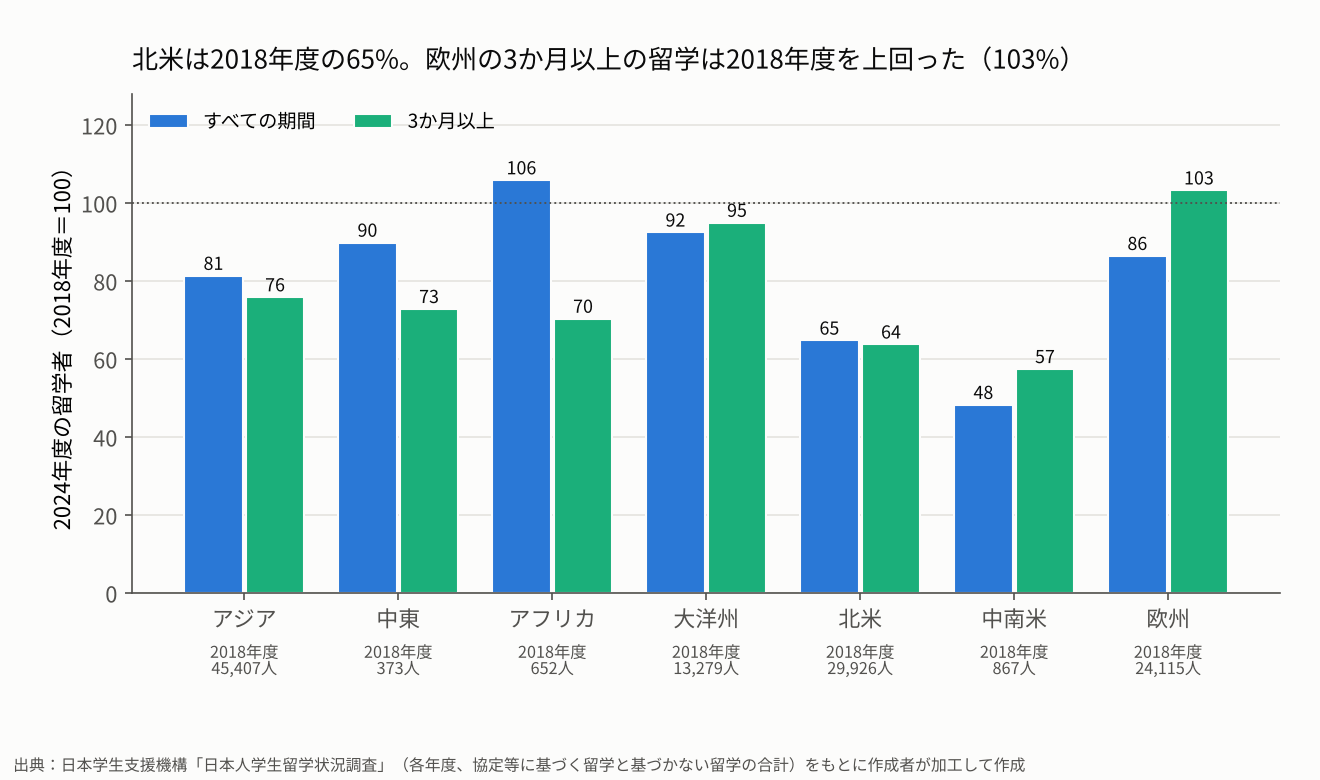 北米は2018年度の65%。欧州の3か月以上の留学は2018年度を上回った（103%）
すべての期間
3か月以上
2024年度の留学者（2018年度＝100）
120
100
80
60
40
20
0
81
76
90
73
106
70
92
95
65
64
48
57
86
103
アジア
中東
アフリカ
大洋州
北米
中南米
欧州
2018年度
45,407人
2018年度
373人
2018年度
652人
2018年度
13,279人
2018年度
29,926人
2018年度
867人
2018年度
24,115人
出典：日本学生支援機構「日本人学生留学状況調査」（各年度、協定等に基づく留学と基づかない留学の合計）をもとに作成者が加工して作成